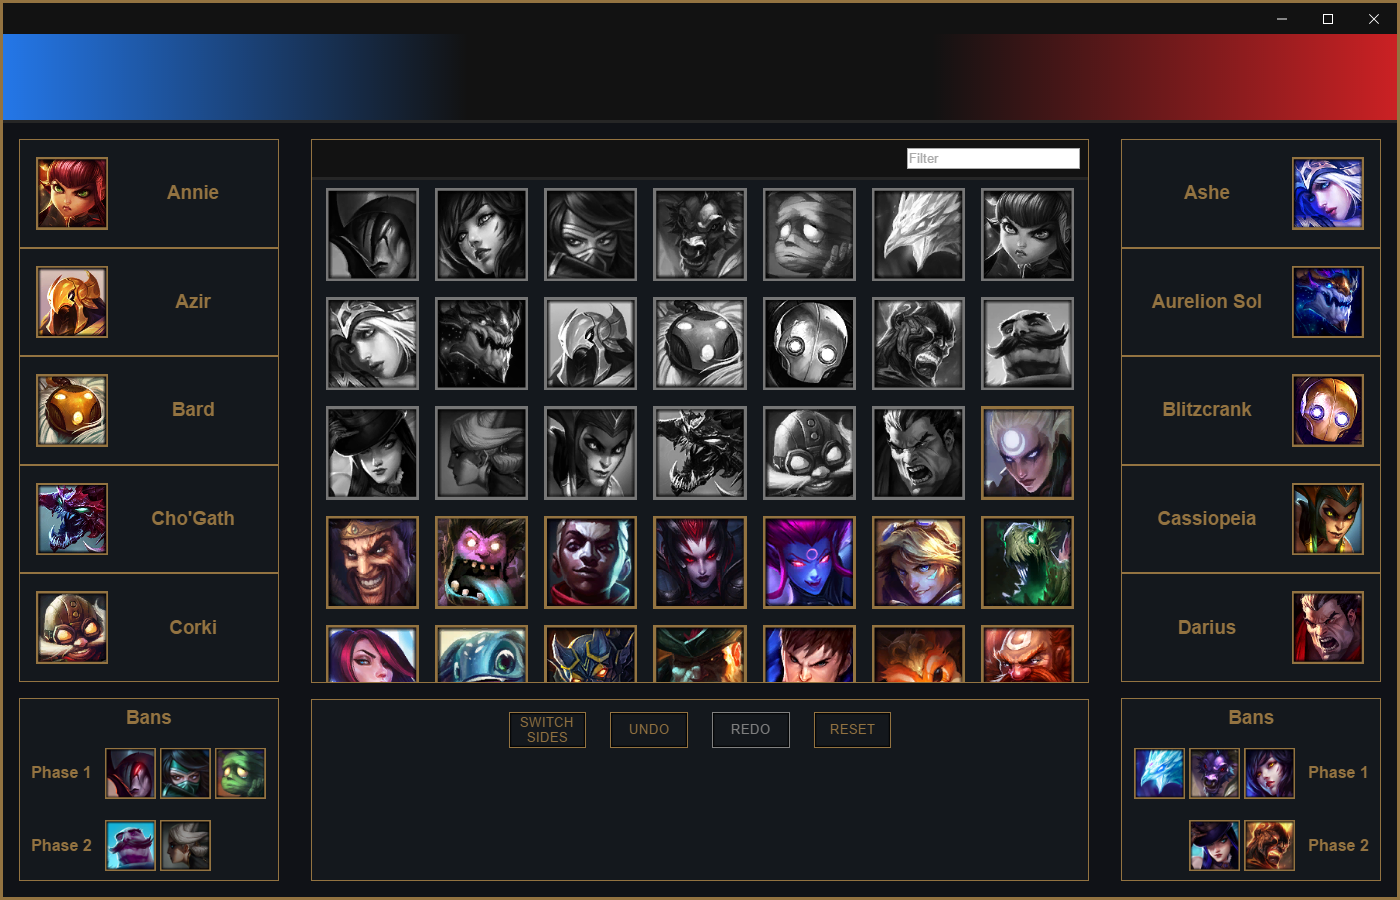 Filter
Annie
Azir
Bard
Cho'Gath
Corki
Ashe
Aurelion Sol
Blitzcrank
Cassiopeia
Darius
Bans
Phase 1
Phase 2
SWITCH
SIDES
UNDO
REDO
RESET
Bans
Phase 1
Phase 2